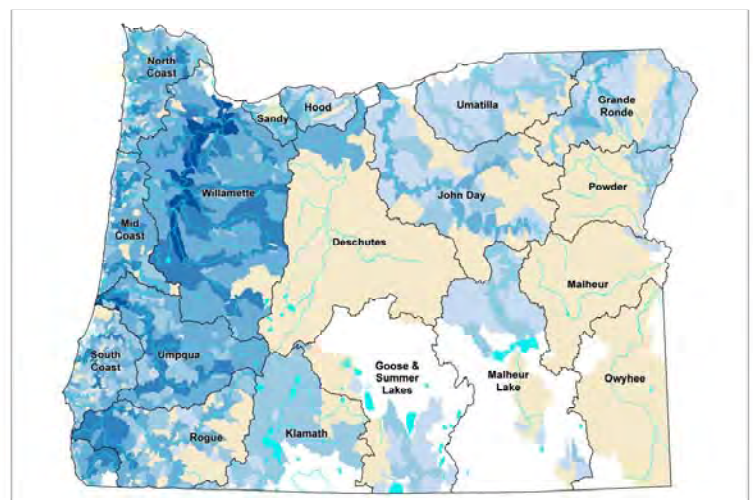 North
Coast
Sandy
Hood
Umatilla
Grande
Ronde
Willamette
John Day
Powder
Mid
Coast
Deschutes
Malheur
South
Coast
Umpqua
Goose &
Summer
Lakes
Malheur
Lake
Owyhee
Rogue
Klamath